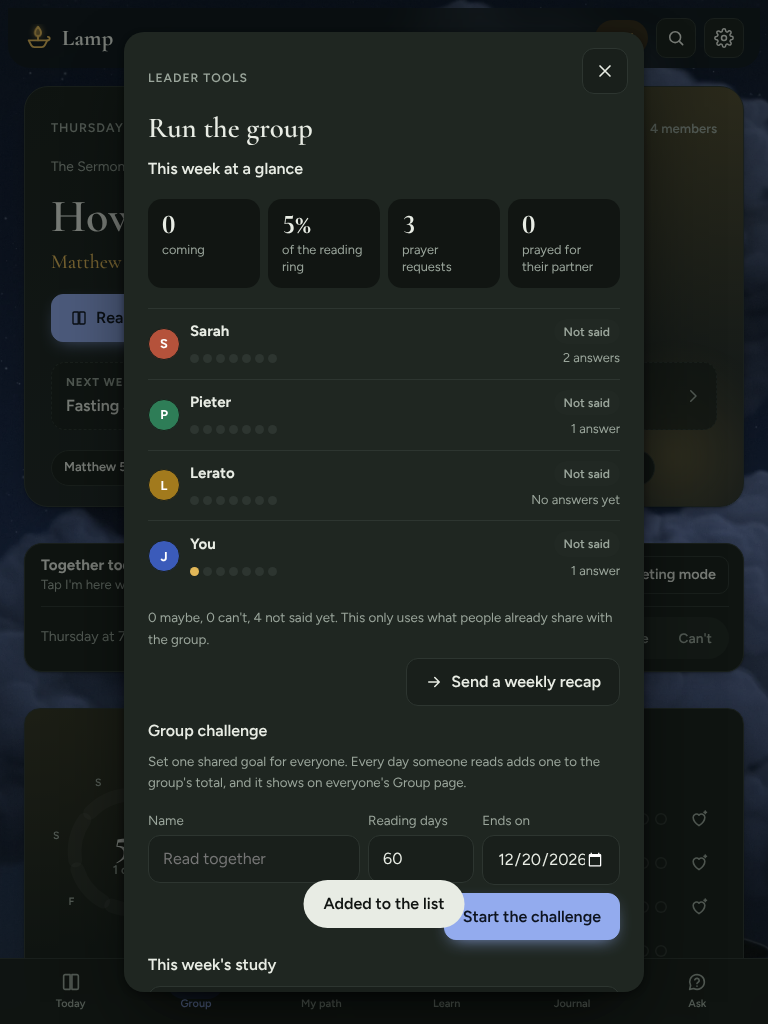 Lamp
THURSDAY
4 members
The Sermon
How
Matthew
Rea
NEXT WE
Fasting
Matthew 5
Together to
Tap I'm here w
eting mode
Thursday at 7
e
Can't
S
S
F
5
1 c
LEADER TOOLS
Run the group
This week at a glance
0
coming
5%
of the reading
ring
3
prayer
requests
0
prayed for
their partner
S
Sarah
Not said
2 answers
P
Pieter
Not said
1 answer
L
Lerato
Not said
No answers yet
J
You
Not said
1 answer
0 maybe, 0 can't, 4 not said yet. This only uses what people already share with
the group.
Send a weekly recap
Group challenge
Set one shared goal for everyone. Every day someone reads adds one to the
group's total, and it shows on everyone's Group page.
Name
Reading days
Ends on
Read together
60
12/20/2026
Added to the list
Start the challenge
This week's study
Today
Group
My path
Learn
Journal
Ask